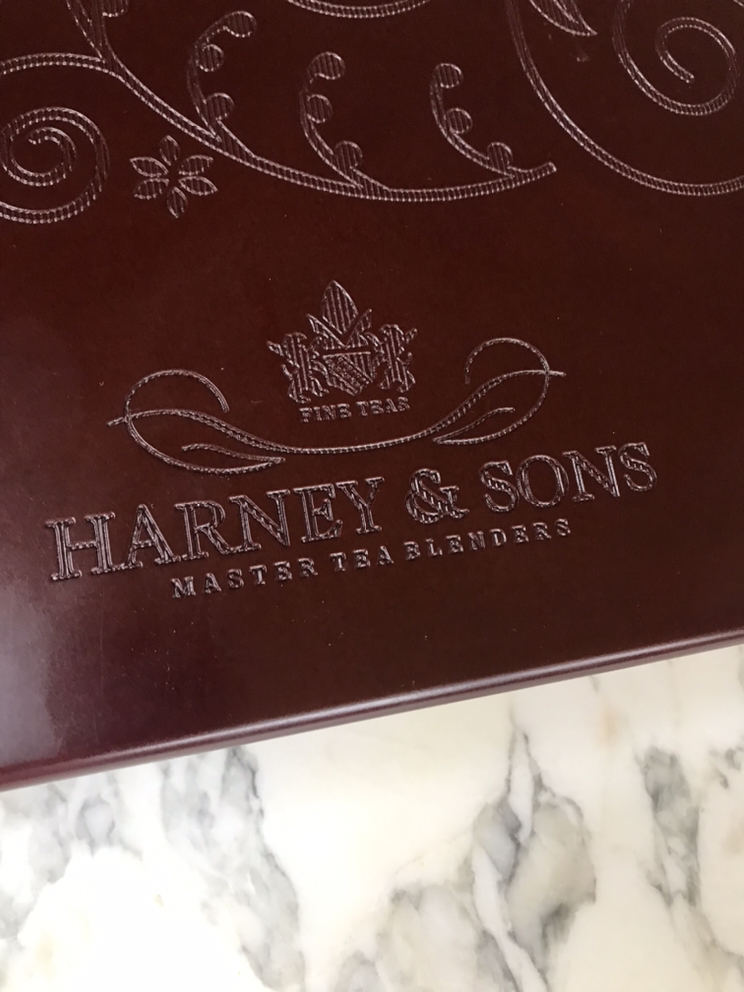 FINE TEAS
HARNEY & SONS
MASTER TEA BLENDERS